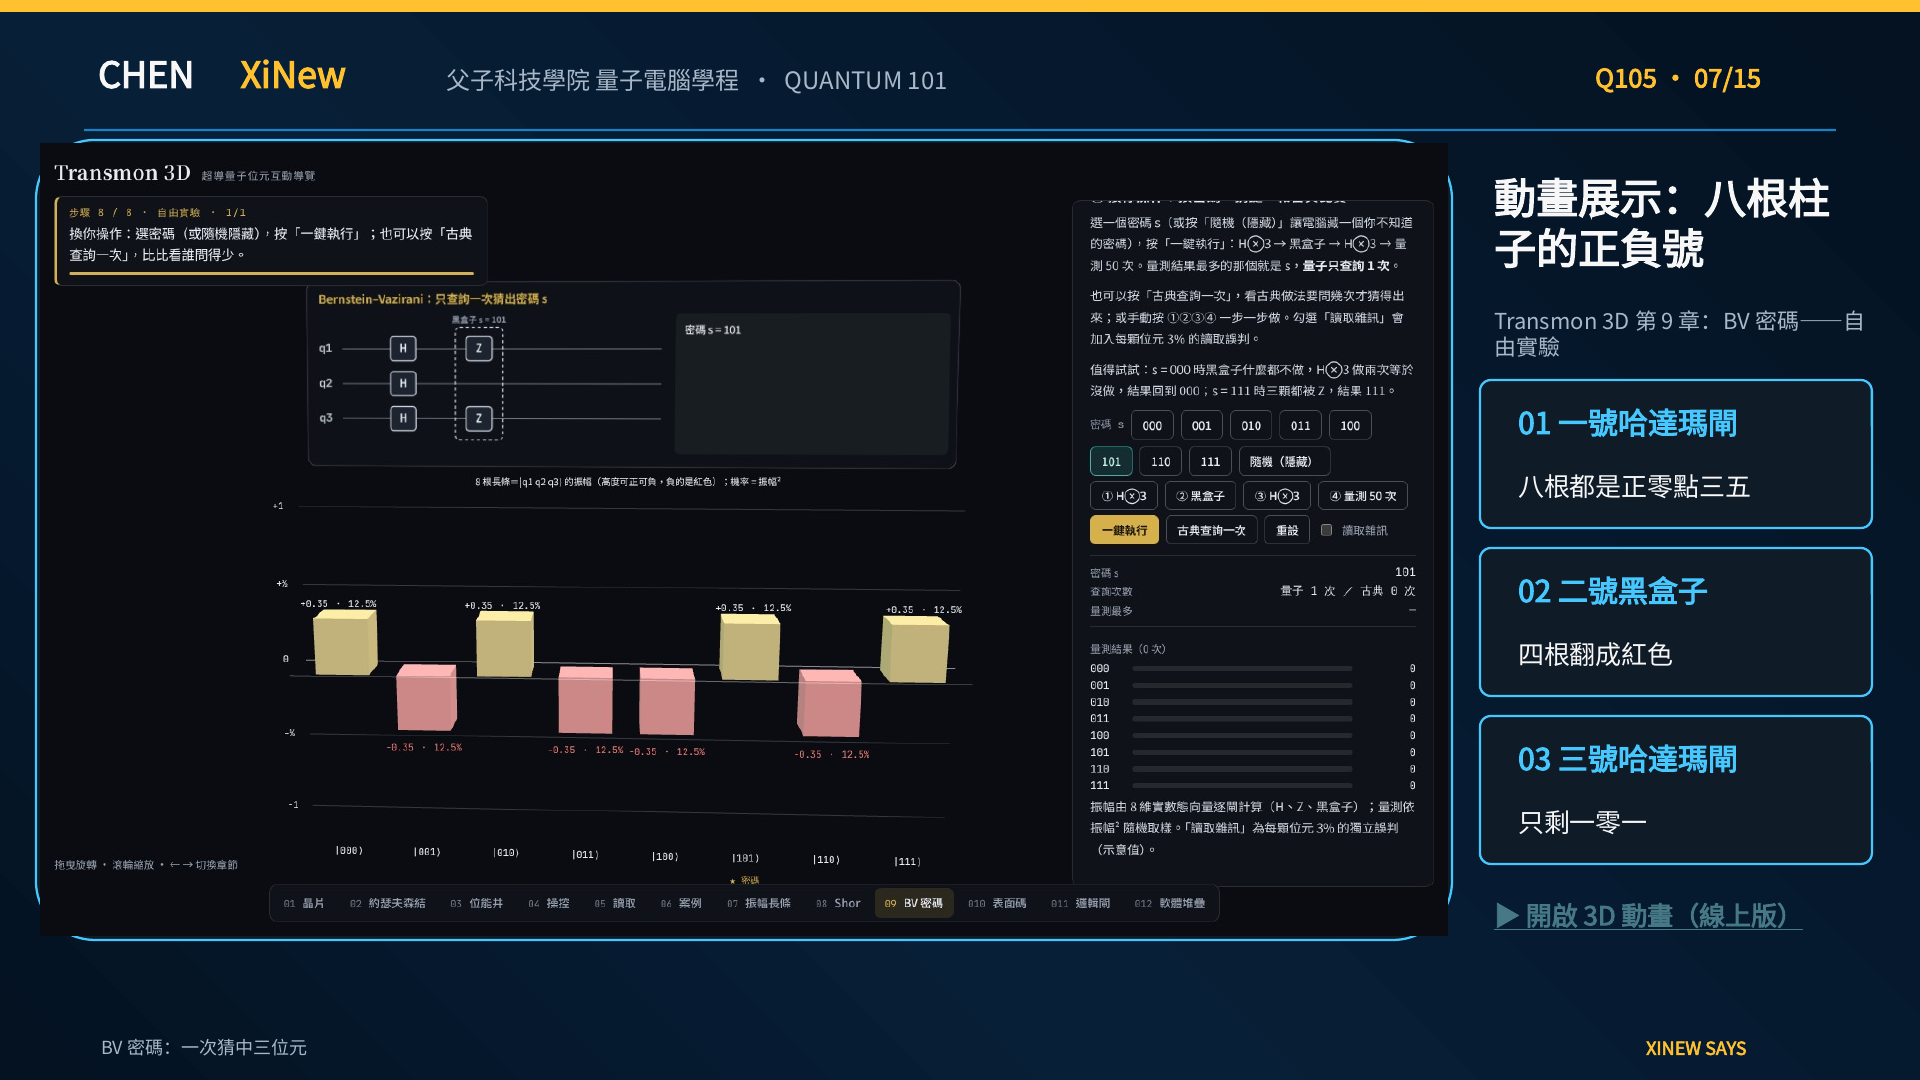 CHEN XiNew 父子科技學院 量子電腦學程 · QUANTUM 101 Q105 · 07/15
Transmon 3D 超導量子位元互動導覽
步驟 8 / 8 · 自由實驗 · 1/1
換你操作：選密碼（或隨機隱藏），按「一鍵執行」；也可以按「古典
查詢一次」，比比看誰問得少。
Bernstein–Vazirani：只查詢一次猜出密碼 s
黑盒子 s = 101
q1 H Z
q2 H
q3 H Z
密碼 s = 101
8 根長條＝|q1 q2 q3⟩ 的振幅（高度可正可負，負的是紅色）；機率＝振幅²
+1
+½
0
-½
-1
+0.35 · 12.5%
-0.35 · 12.5%
+0.35 · 12.5%
-0.35 · 12.5%
-0.35 · 12.5%
+0.35 · 12.5%
-0.35 · 12.5%
+0.35 · 12.5%
|000⟩ |001⟩ |010⟩ |011⟩ |100⟩ |101⟩ |110⟩ |111⟩
★ 密碼
拖曳旋轉 · 滾輪縮放 · ←→ 切換章節
選一個密碼 s（或按「隨機（隱藏）」讓電腦藏一個你不知道
的密碼），按「一鍵執行」：H⊗3 → 黑盒子 → H⊗3 → 量
測 50 次。量測結果最多的那個就是 s，量子只查詢 1 次。
也可以按「古典查詢一次」，看古典做法要問幾次才猜得出
來；或手動按 ①②③④ 一步一步做。勾選「讀取雜訊」會
加入每顆位元 3% 的讀取誤判。
值得試試：s = 000 時黑盒子什麼都不做，H⊗3 做兩次等於
沒做，結果回到 000；s = 111 時三顆都被 Z，結果 111。
密碼 s 000 001 010 011 100
101 110 111 隨機（隱藏）
① H⊗3 ② 黑盒子 ③ H⊗3 ④ 量測 50 次
一鍵執行 古典查詢一次 重設 讀取雜訊
密碼 s 101
查詢次數 量子 1 次 / 古典 0 次
量測最多 —
量測結果（0 次）
000 0
001 0
010 0
011 0
100 0
101 0
110 0
111 0
振幅由 8 維實數態向量逐閘計算（H、Z、黑盒子）；量測依
振幅² 隨機取樣。「讀取雜訊」為每顆位元 3% 的獨立誤判
（示意值）。
01 晶片 02 約瑟夫森結 03 位能井 04 操控 05 讀取 06 案例 07 振幅長條 08 Shor 09 BV 密碼 010 表面碼 011 邏輯閘 012 軟體堆疊
動畫展示：八根柱
子的正負號
Transmon 3D 第 9 章：BV 密碼——自
由實驗
01 一號哈達瑪閘
八根都是正零點三五
02 二號黑盒子
四根翻成紅色
03 三號哈達瑪閘
只剩一零一
▶ 開啟 3D 動畫（線上版）
BV 密碼：一次猜中三位元
XINEW SAYS